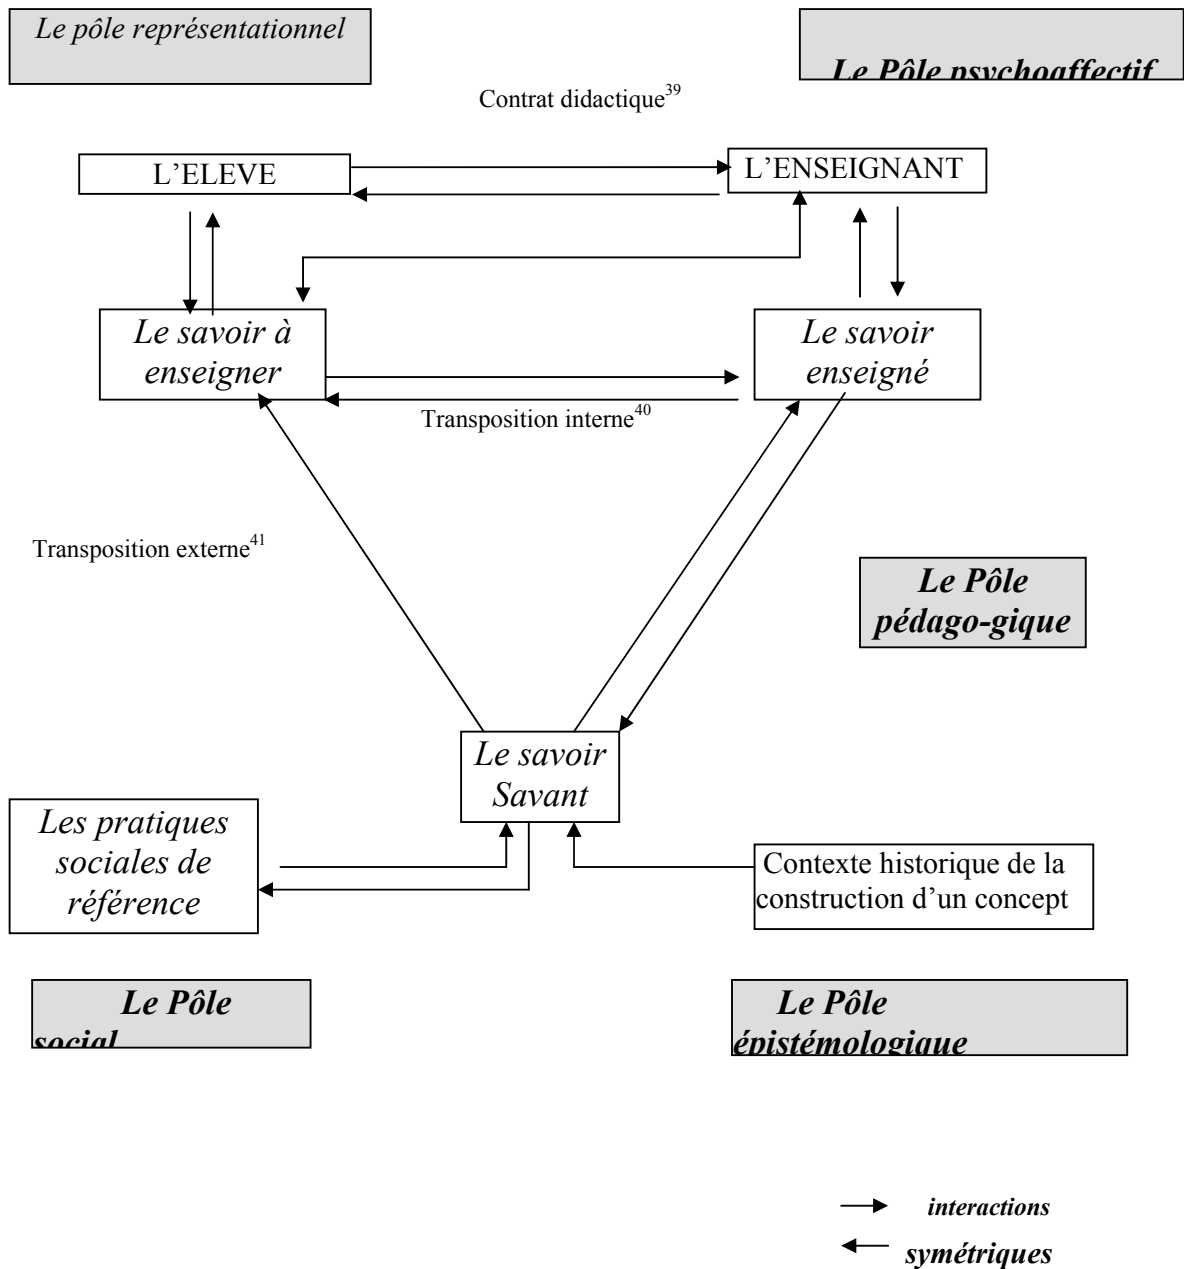 Le pôle représentationnel
Le Pôle psychoaffectif
Contrat didactique39
L’ELEVE
L’ENSEIGNANT
Le savoir à
enseigner
Le savoir
enseigné
Transposition interne40
Transposition externe41
Le Pôle
pédago-gique
Le savoir
Savant
Les pratiques
sociales de
référence
Contexte historique de la
construction d’un concept
Le Pôle
social
Le Pôle
épistémologique
interactions
symétriques